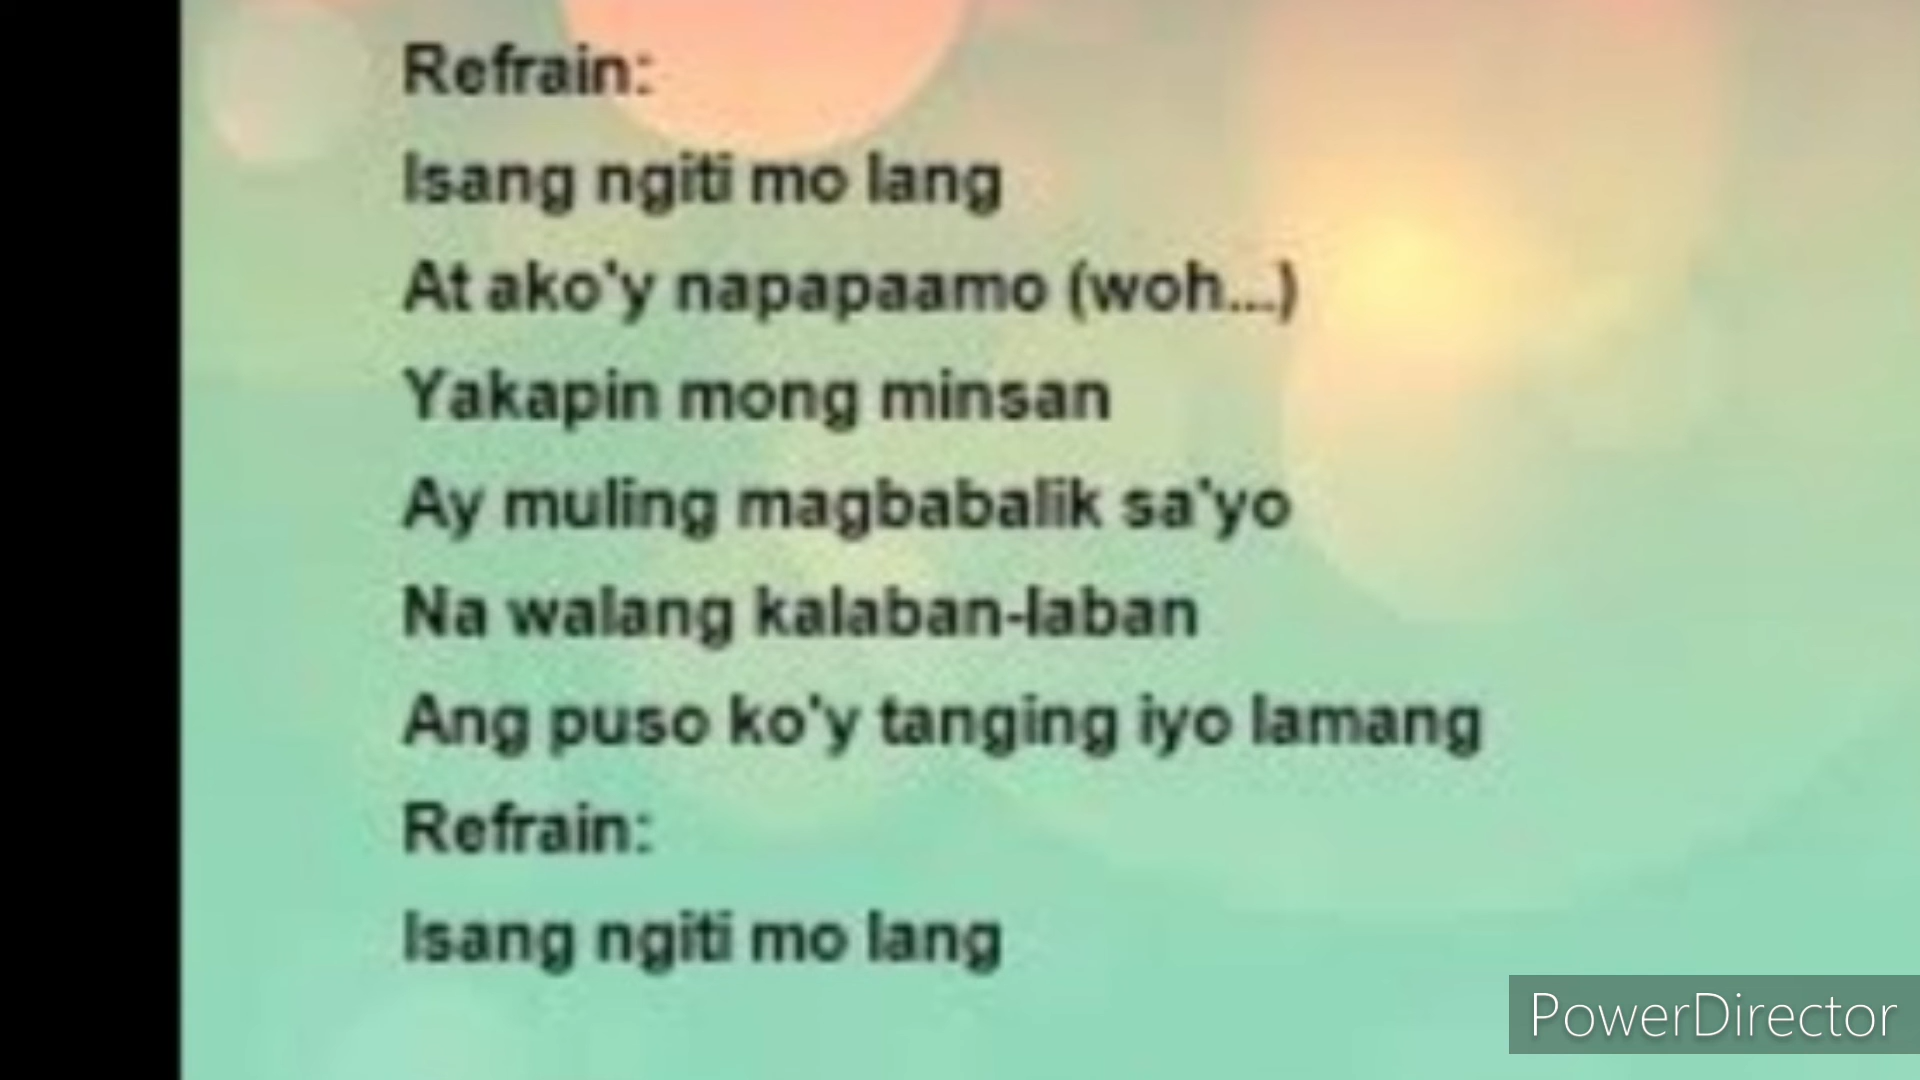 Refrain:
Isang ngiti mo lang
At ako'y napapaamo (woh...)
Yakapin mong minsan
Ay muling magbabalik sa'yo
Na walang kalaban-laban
Ang puso ko'y tanging iyo lamang
Refrain:
Isang ngiti mo lang
PowerDirector